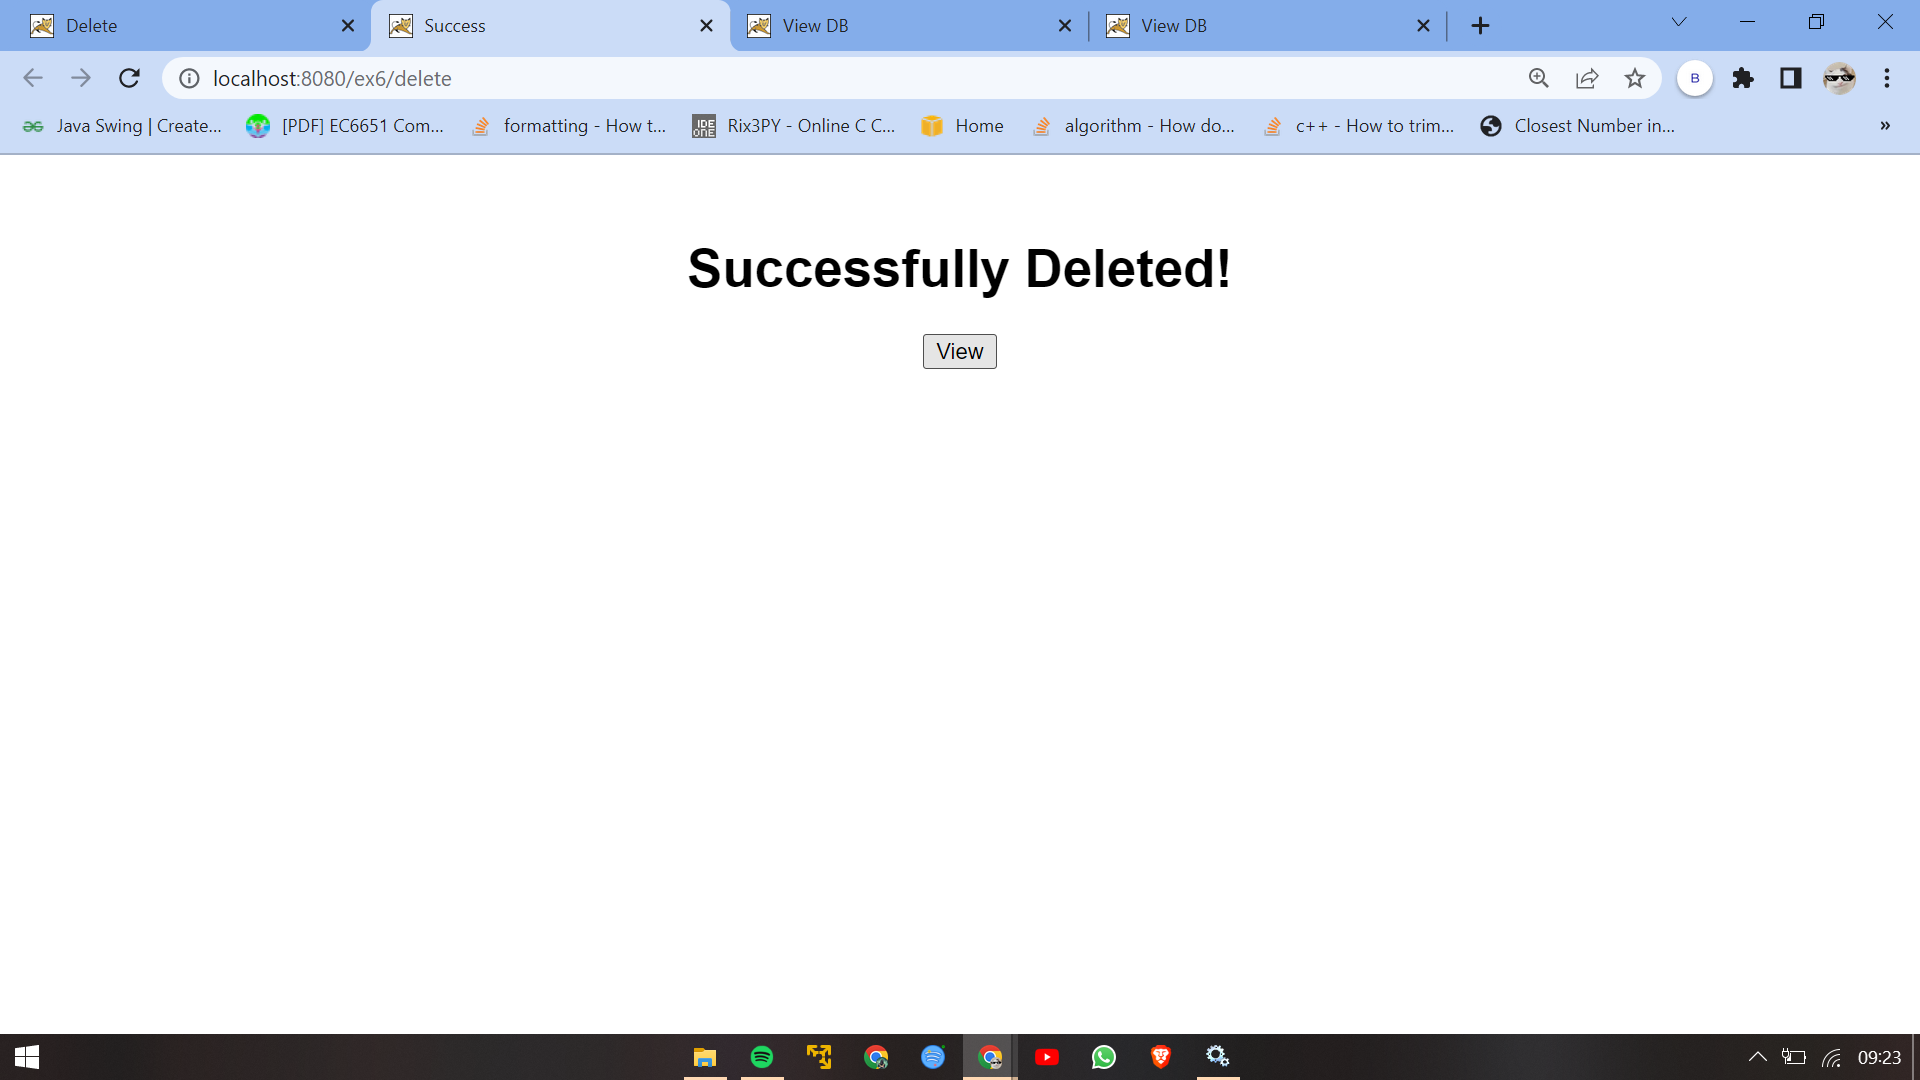 Delete
Success
View DB
View DB
localhost:8080/ex6/delete
B
Java Swing | Create...
[PDF] EC6651 Com...
formatting - How t...
IDE
ONE
Rix3PY - Online C C...
Home
algorithm - How do...
c++ - How to trim...
Closest Number in...
»
Successfully Deleted!
View
09:23